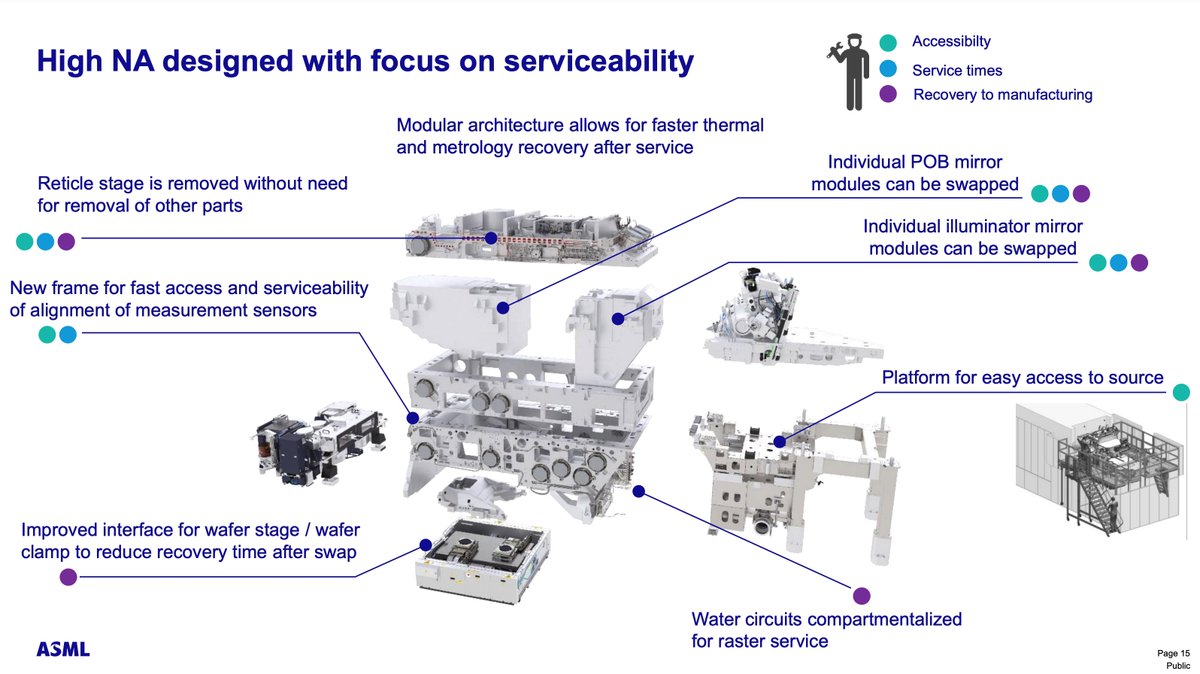 High NA designed with focus on serviceability
Accessibilty
Service times
Recovery to manufacturing
Modular architecture allows for faster thermal
and metrology recovery after service
Individual POB mirror
modules can be swapped
Reticle stage is removed without need
for removal of other parts
Individual illuminator mirror
modules can be swapped
New frame for fast access and serviceability
of alignment of measurement sensors
Platform for easy access to source
Improved interface for wafer stage / wafer
clamp to reduce recovery time after swap
Water circuits compartmentalized
for raster service
ASML
Page 15
Public